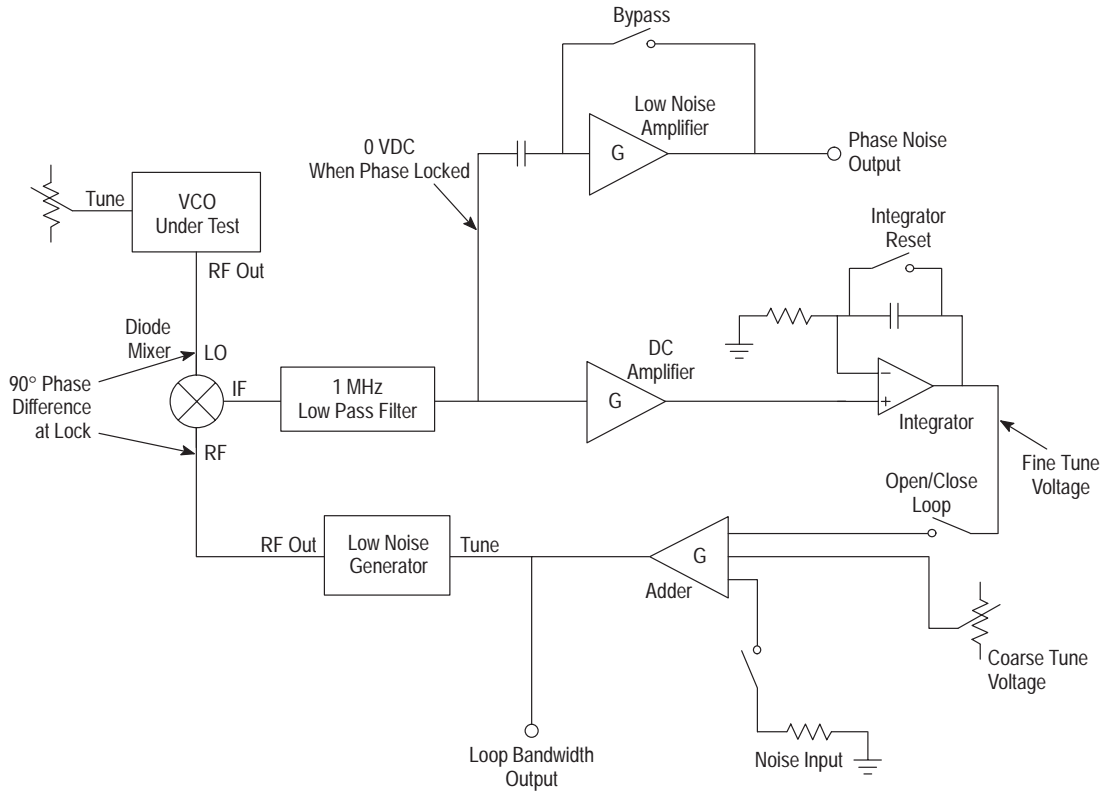 Bypass
Low Noise
Amplifier
G
Phase Noise
Output
0 VDC
When Phase Locked
Tune
VCO
Under Test
RF Out
Integrator
Reset
Diode
Mixer
LO
90° Phase
Difference
at Lock
IF
RF
1 MHz
Low Pass Filter
DC
Amplifier
G
−
+
Integrator
Fine Tune
Voltage
Open/Close
Loop
RF Out
Low Noise
Generator
Tune
G
Adder
Coarse Tune
Voltage
Noise Input
Loop Bandwidth
Output